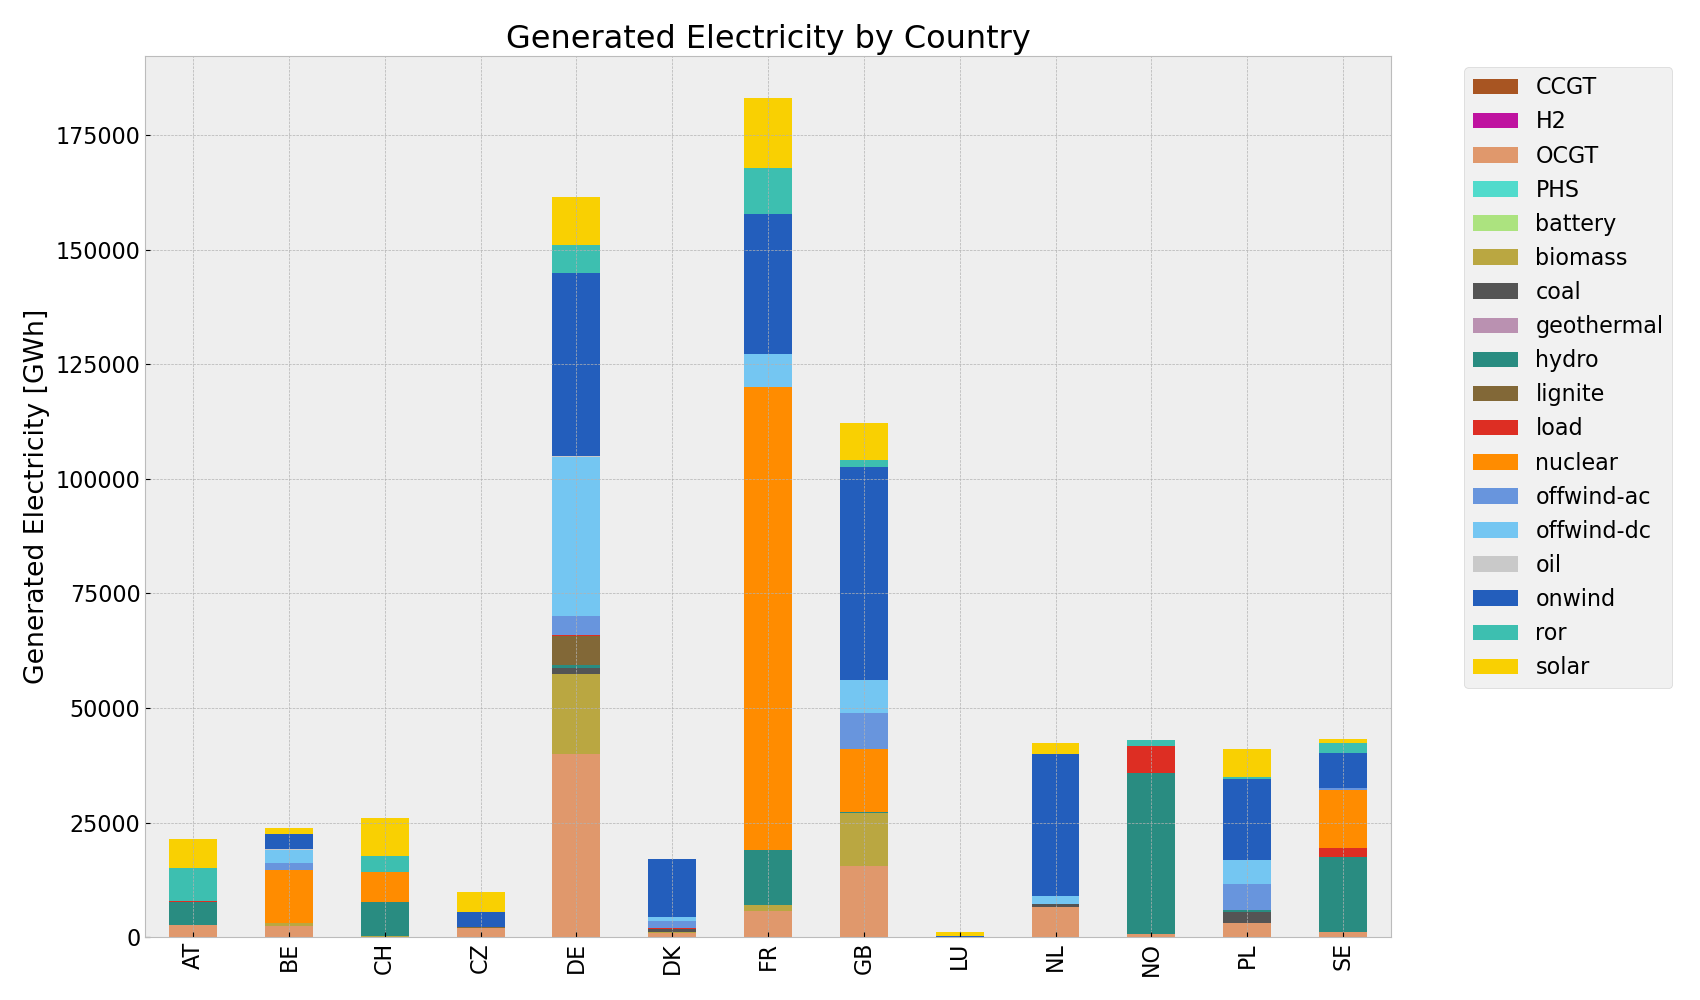 Generated Electricity by Country
Generated Electricity [GWh]
175000
150000
125000
100000
75000
50000
25000
0
AT BE CH CZ DE DK FR GB LU NL NO PL SE
CCGT
H2
OCGT
PHS
battery
biomass
coal
geothermal
hydro
lignite
load
nuclear
offwind-ac
offwind-dc
oil
onwind
ror
solar